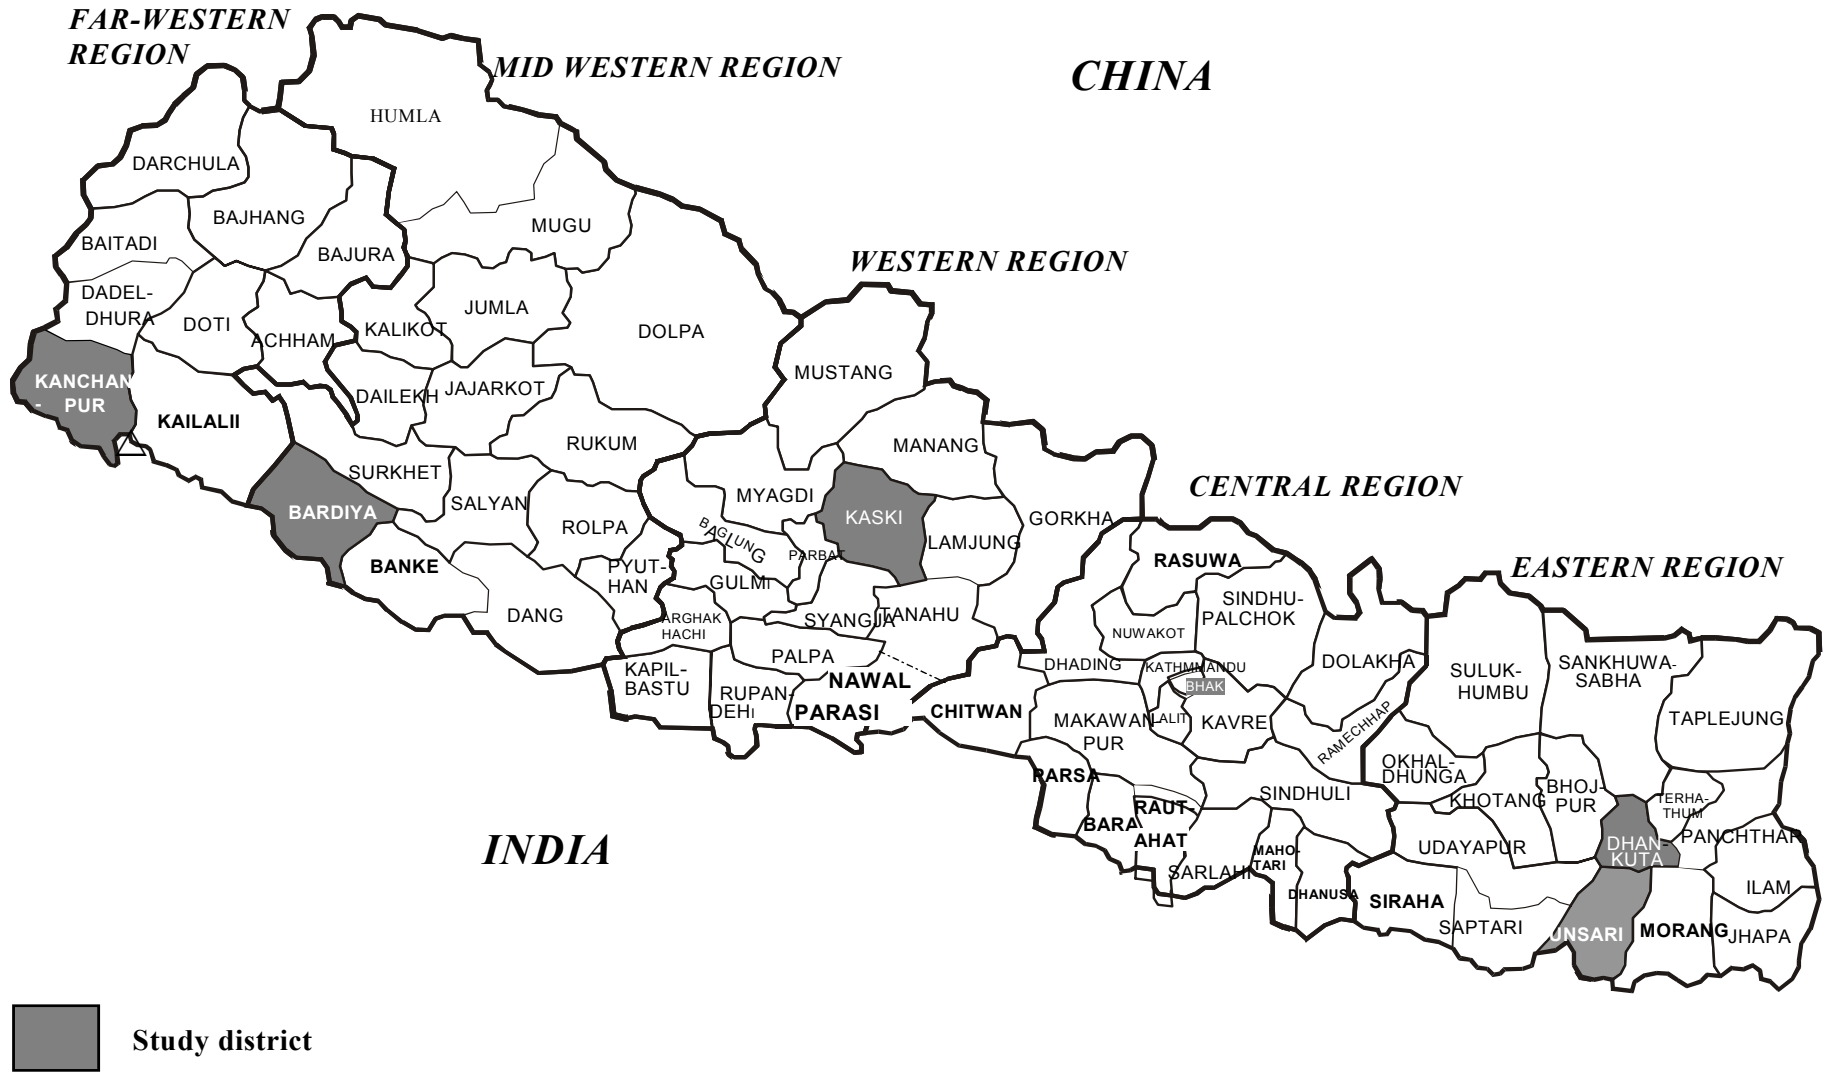 FAR-WESTERN
REGION
MID WESTERN REGION
CHINA
HUMLA
DARCHULA
BAJHANG
MUGU
BAITADI
BAJURA
WESTERN REGION
DADEL-
DHURA
DOTI
JUMLA
KALIKOT
DOLPA
ACHHAM
MUSTANG
KANCHAN
- PUR
KAILALII
DAILEKH
JAJARKOT
RUKUM
MANANG
SURKHET
SALYAN
MYAGDI
CENTRAL REGION
BARDIYA
ROLPA
BAGLUNG
KASKI
GORKHA
PARBAT
LAMJUNG
BANKE
PYUT-
HAN
GULMI
RASUWA
EASTERN REGION
DANG
ARGHAK
HACHI
SYANGJA
TANAHU
SINDHU-
PALCHOK
NUWAKOT
KAPIL-
BASTU
PALPA
DHADING
KATHMMANDU
DOLAKHA
SULUK-
HUMBU
SANKHUWA-
SABHA
NAWAL
BHAK
RUPAN-
DEHI
PARASI
CHITWAN
MAKAWAN
PUR
LALIT
KAVRE
RAMECHHAP
TAPLEJUNG
PARSA
OKHAL-
DHUNGA
SINDHULI
KHOTANG
BHOJ-
PUR
TERHA-
THUM
BARA
RAUT-
AHAT
UDAYAPUR
DHAN-
KUTA
PANCHTHAR
INDIA
SARLAHI
MAHO-
TARI
DHANUSA
SIRAHA
SAPTARI
UNSARI
MORANG
ILAM
JHAPA
Study district